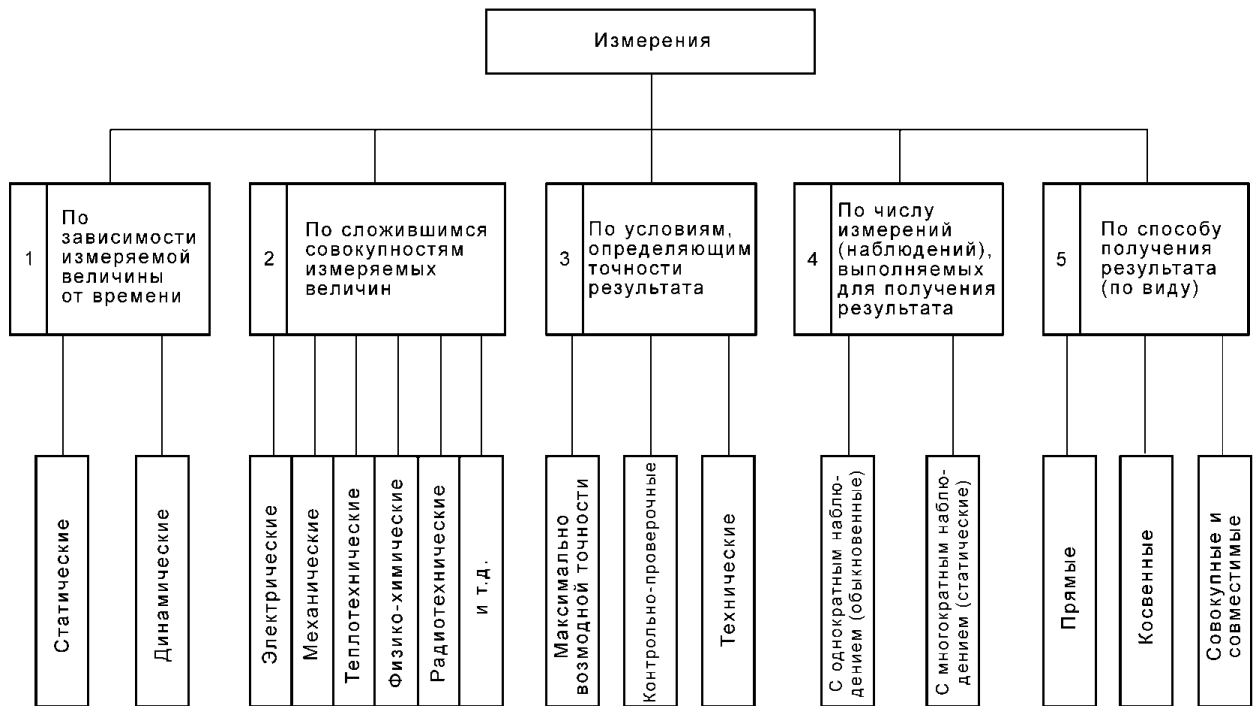 Измерения
1
По
зависимости
измеряемой
величины
от времени
2
По сложившимся
совокупностям
измеряемых
величин
3
По условиям,
определяющим
точности
результата
4
По числу
измерений
(наблюдений),
выполняемых
для получения
результата
5
По способу
получения
результата
(по виду)
Статические
Динамические
Электрические
Механические
Теплотехнические
Физико-химические
Радиотехнические
и т.д.
Максимально
возмодной точности
Контрольно-проверочные
Технические
С однократным наблю-
дением (обыкновенные)
С многократным наблю-
дением (статические)
Прямые
Косвенные
Совокупные и
совместимые